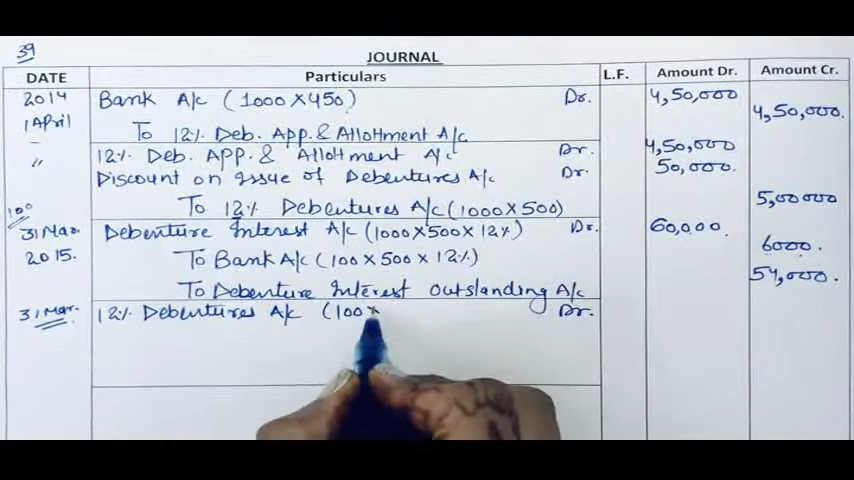 39
JOURNAL
DATE Particulars L.F. Amount Dr. Amount Cr.
2014 Bank A/c (1000×450) Dr. 4,50,000
1 April To 12% Deb. App. & Allotment A/c 4,50,000.
" 12% Deb. App. & Allotment A/c Dr. 4,50,000
Discount on Issue of Debentures A/c Dr. 50,000.
100 To 12% Debentures A/c (1000×500) 5,00000
31 Mar. Debenture Interest A/c (1000×500×12%) Dr. 60,000.
2015. To Bank A/c (100×500×12%) 6000.
To Debenture Interest outstanding A/c 54,000.
31 Mar. 12% Debentures A/c (100× Dr.